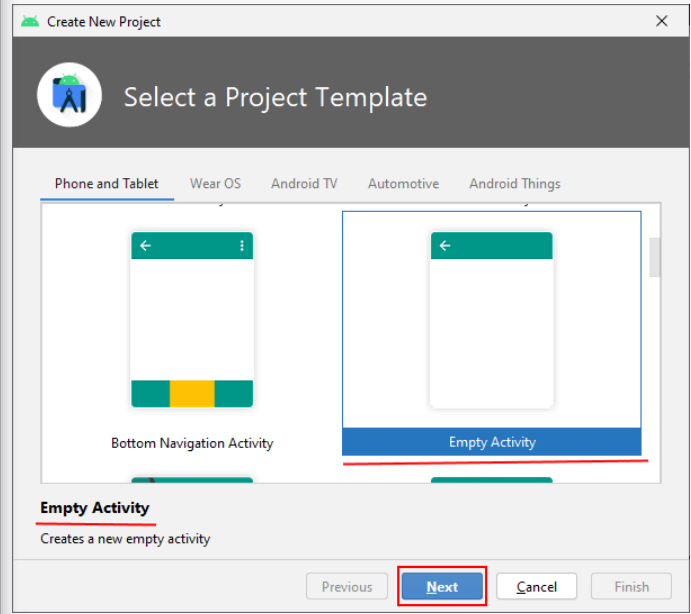 Create New Project
Select a Project Template
Phone and Tablet Wear OS Android TV Automotive Android Things
Bottom Navigation Activity Empty Activity
Empty Activity
Creates a new empty activity
Previous Next Cancel Finish